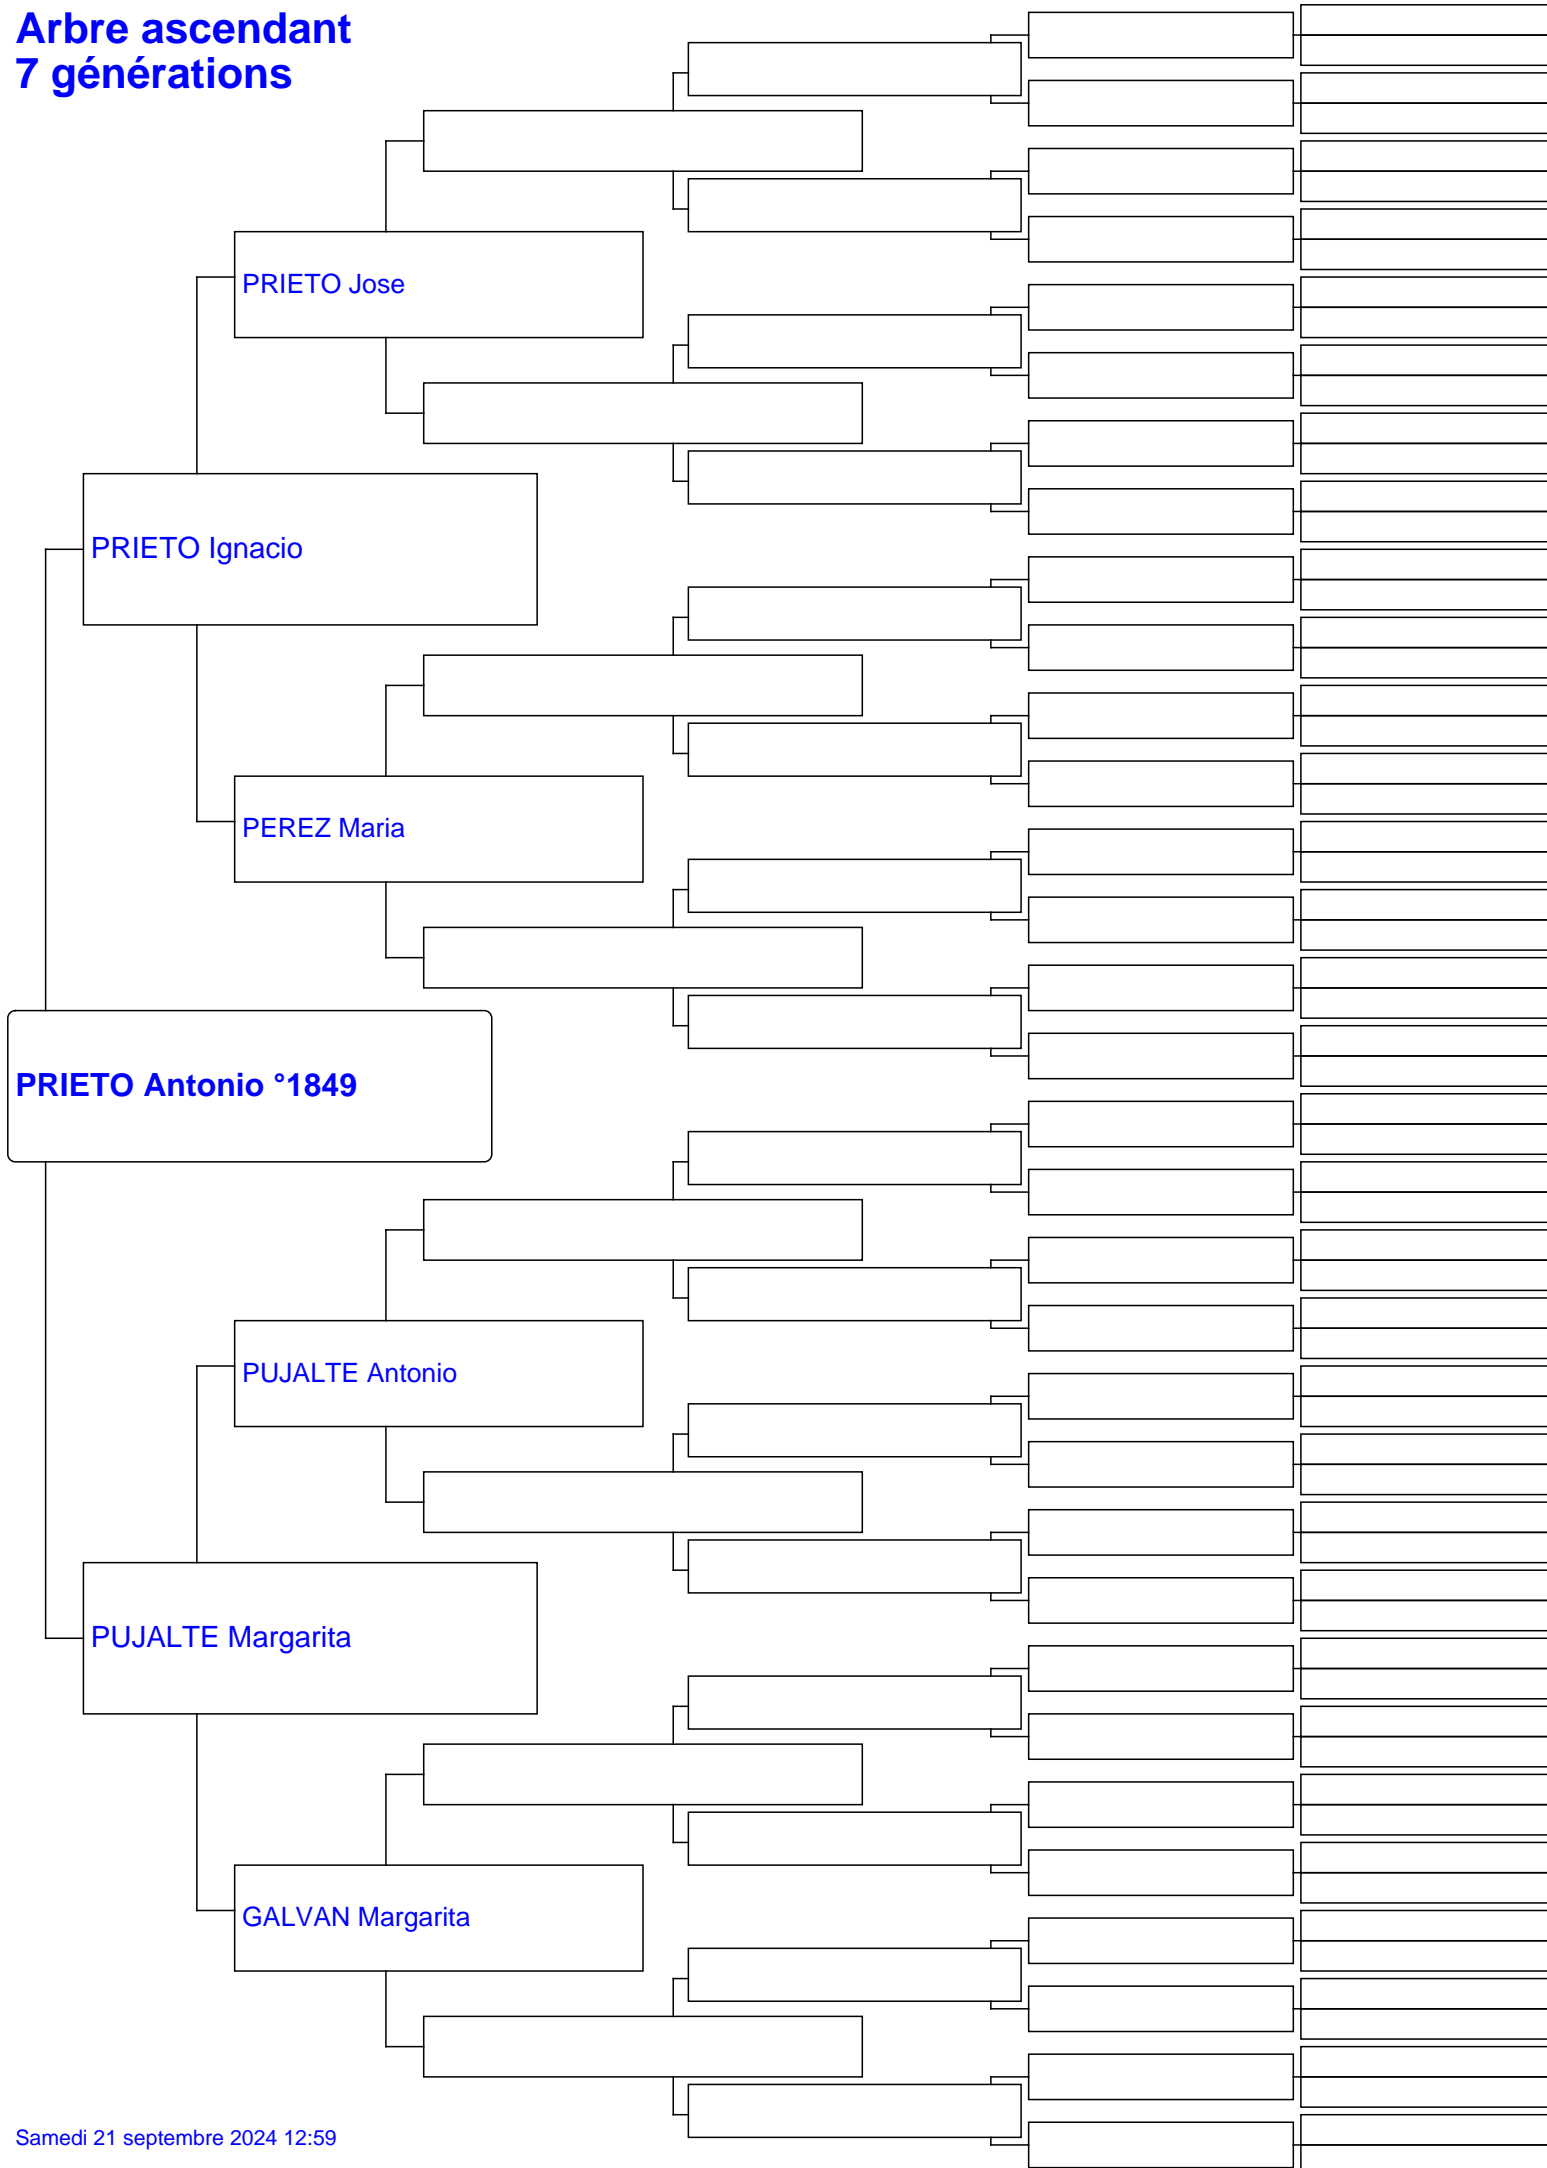 Arbre ascendant
7 générations
PRIETO Jose
PRIETO Ignacio
PEREZ Maria
PRIETO Antonio °1849
PUJALTE Antonio
PUJALTE Margarita
GALVAN Margarita
Samedi 21 septembre 2024 12:59